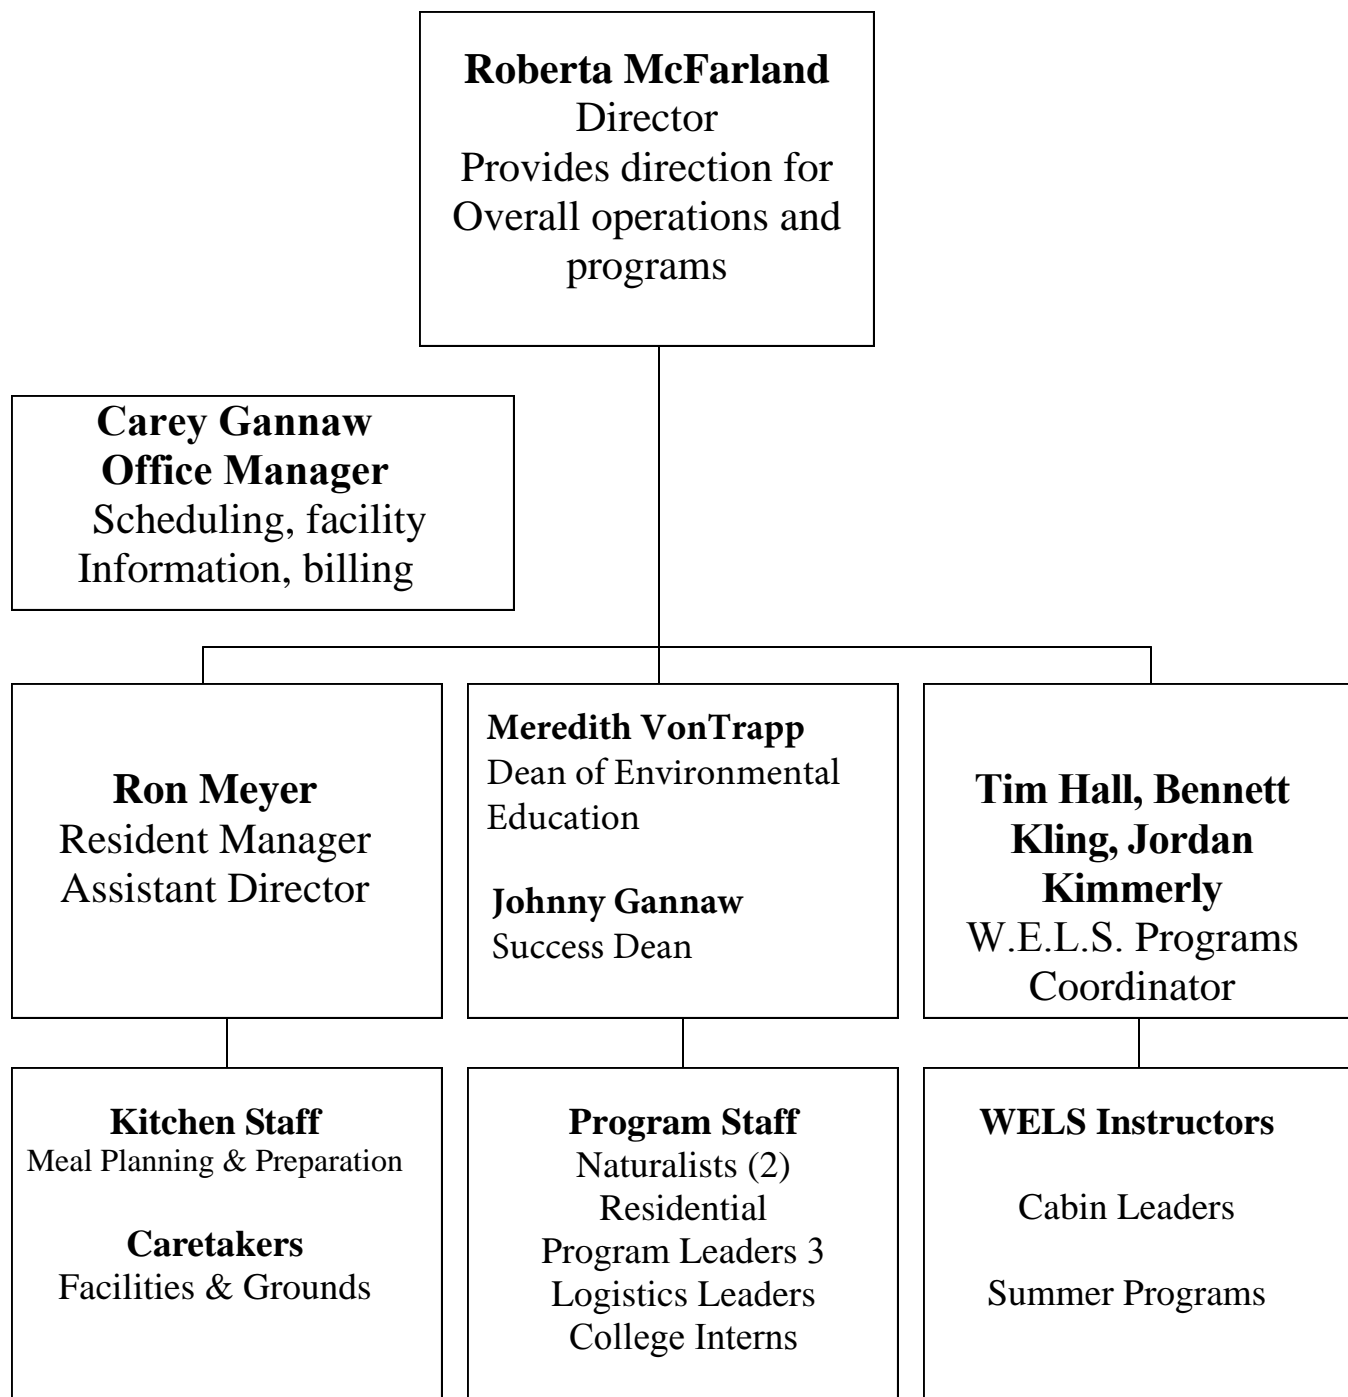 Roberta McFarland
Director
Provides direction for
Overall operations and
programs
Carey Gannaw
Office Manager
Scheduling, facility
Information, billing
Ron Meyer
Resident Manager
Assistant Director
Meredith VonTrapp
Dean of Environmental
Education
Johnny Gannaw
Success Dean
Tim Hall, Bennett
Kling, Jordan
Kimmerly
W.E.L.S. Programs
Coordinator
Kitchen Staff
Meal Planning & Preparation
Caretakers
Facilities & Grounds
Program Staff
Naturalists (2)
Residential
Program Leaders 3
Logistics Leaders
College Interns
WELS Instructors
Cabin Leaders
Summer Programs